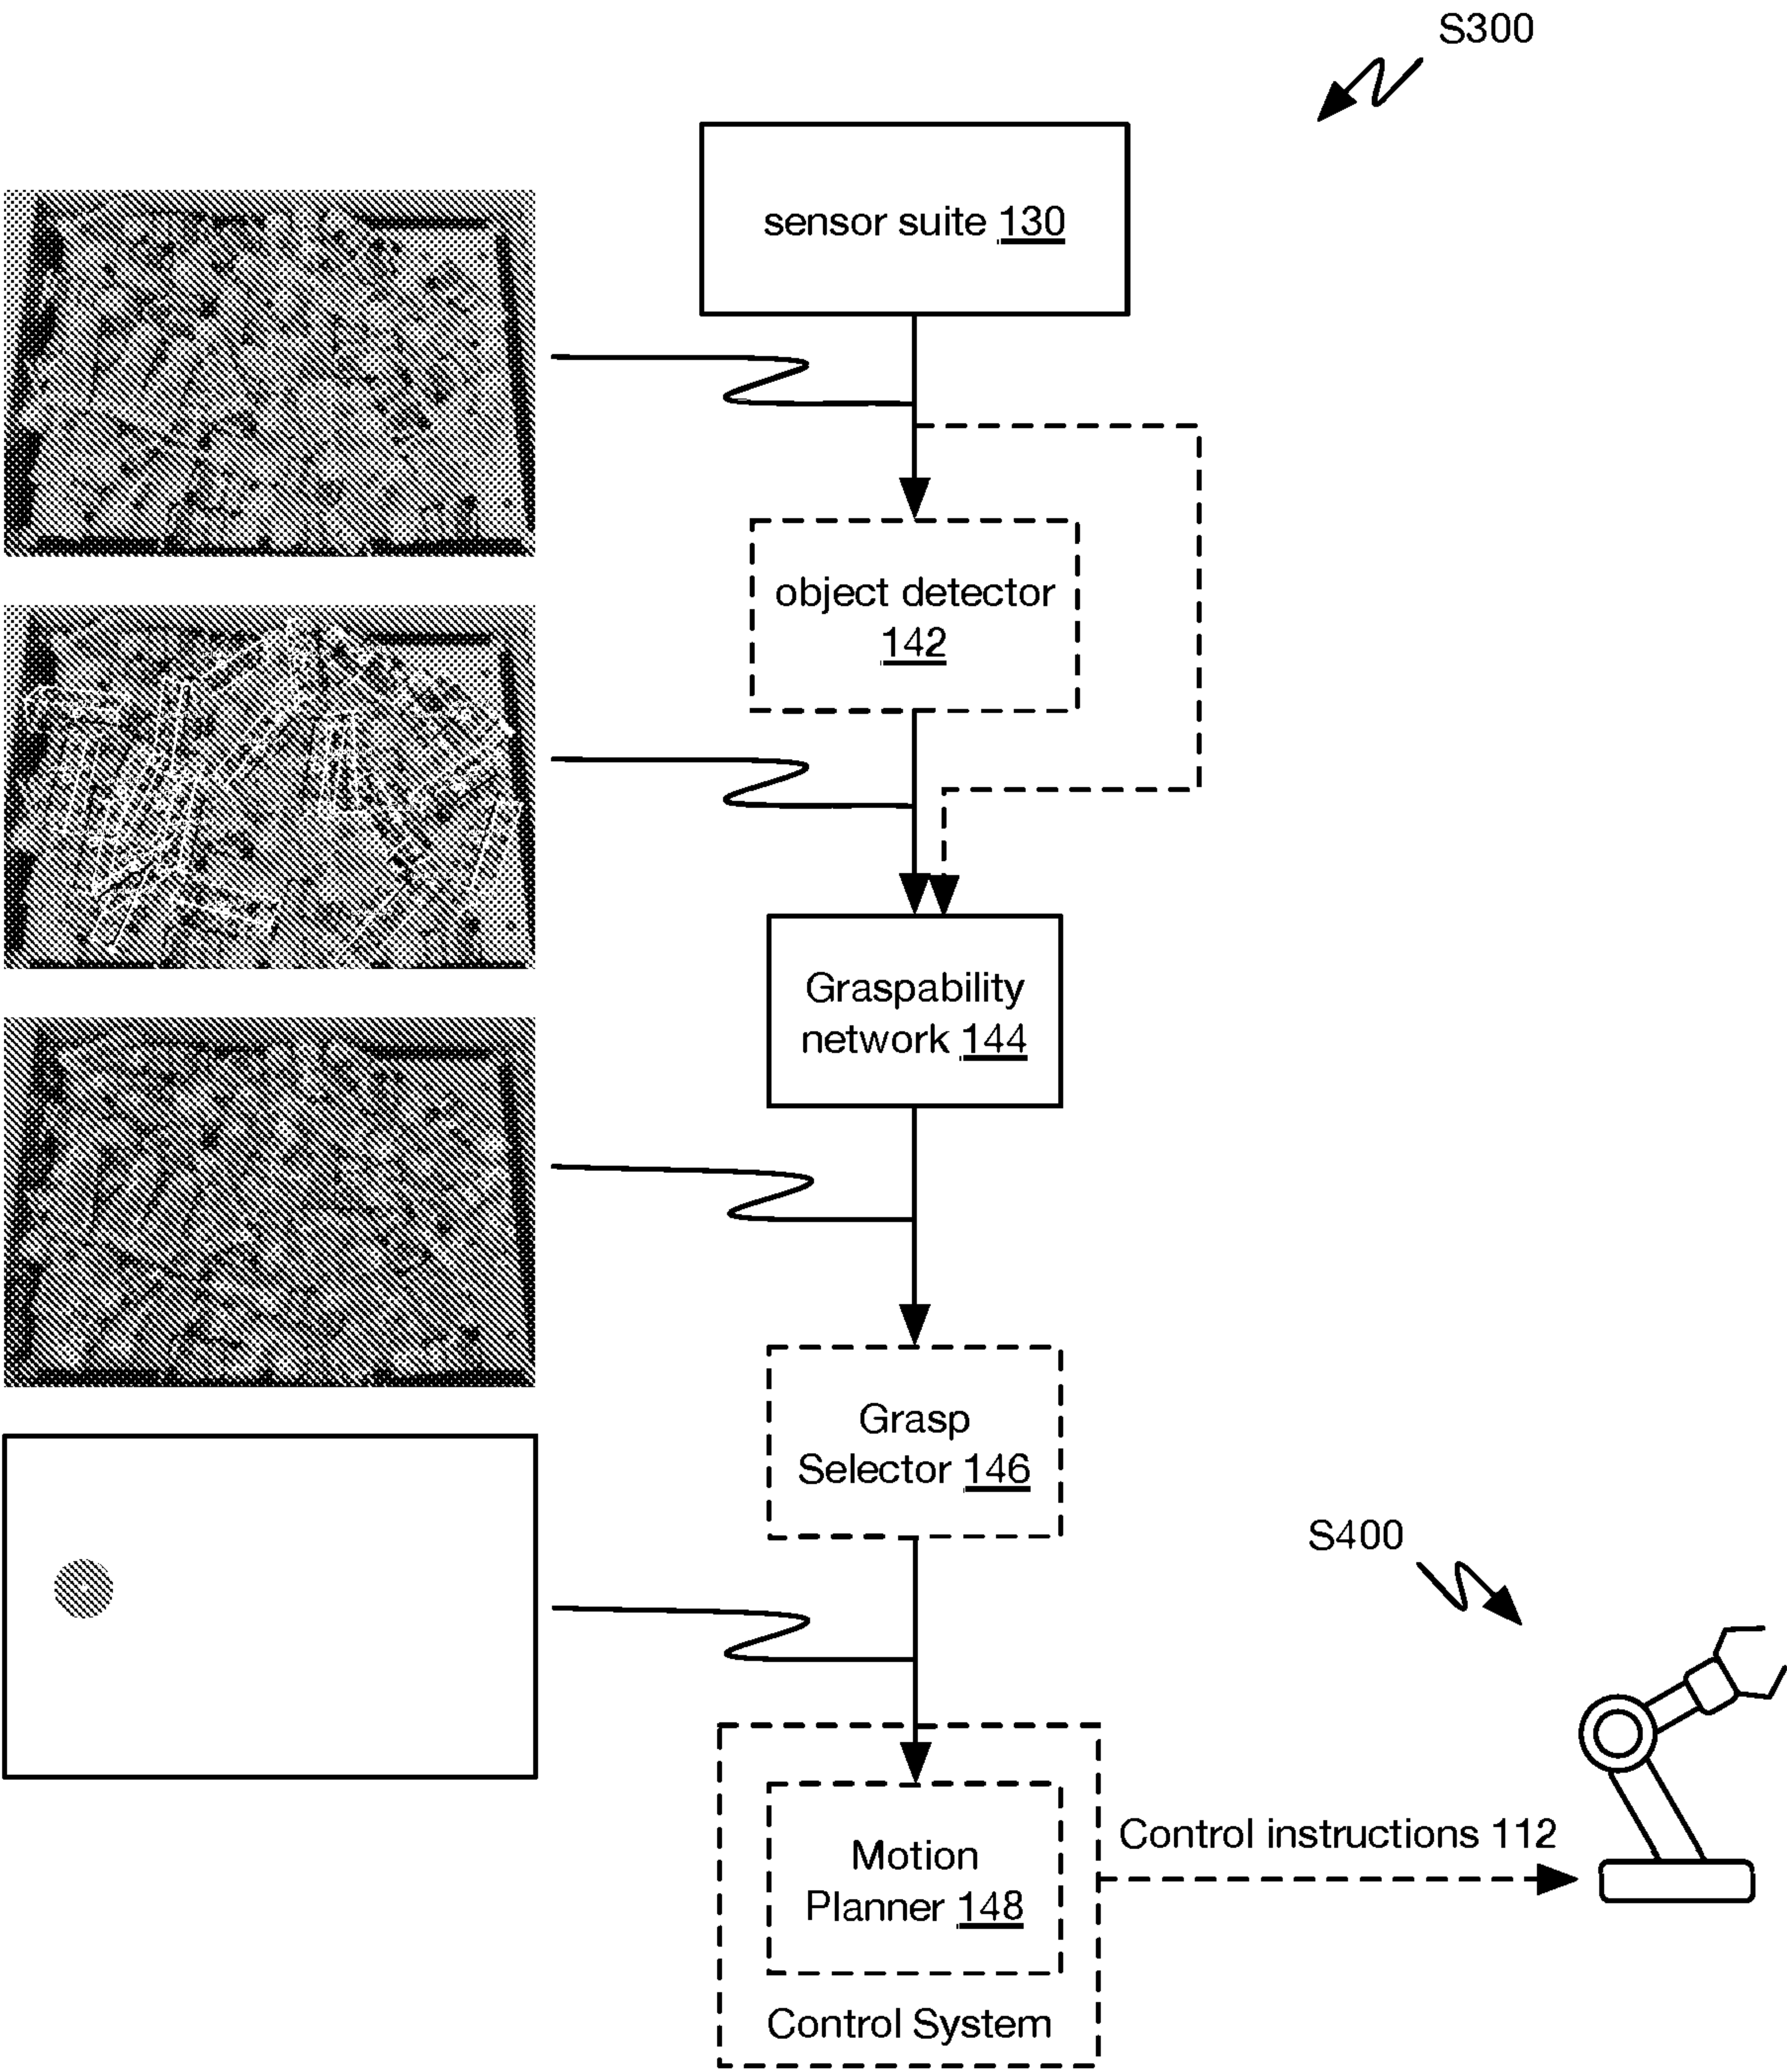 S300
sensor suite 130
object detector
142
Graspability
network 144
Grasp
Selector 146
S400
Control instructions 112
Motion
Planner 148
Control System